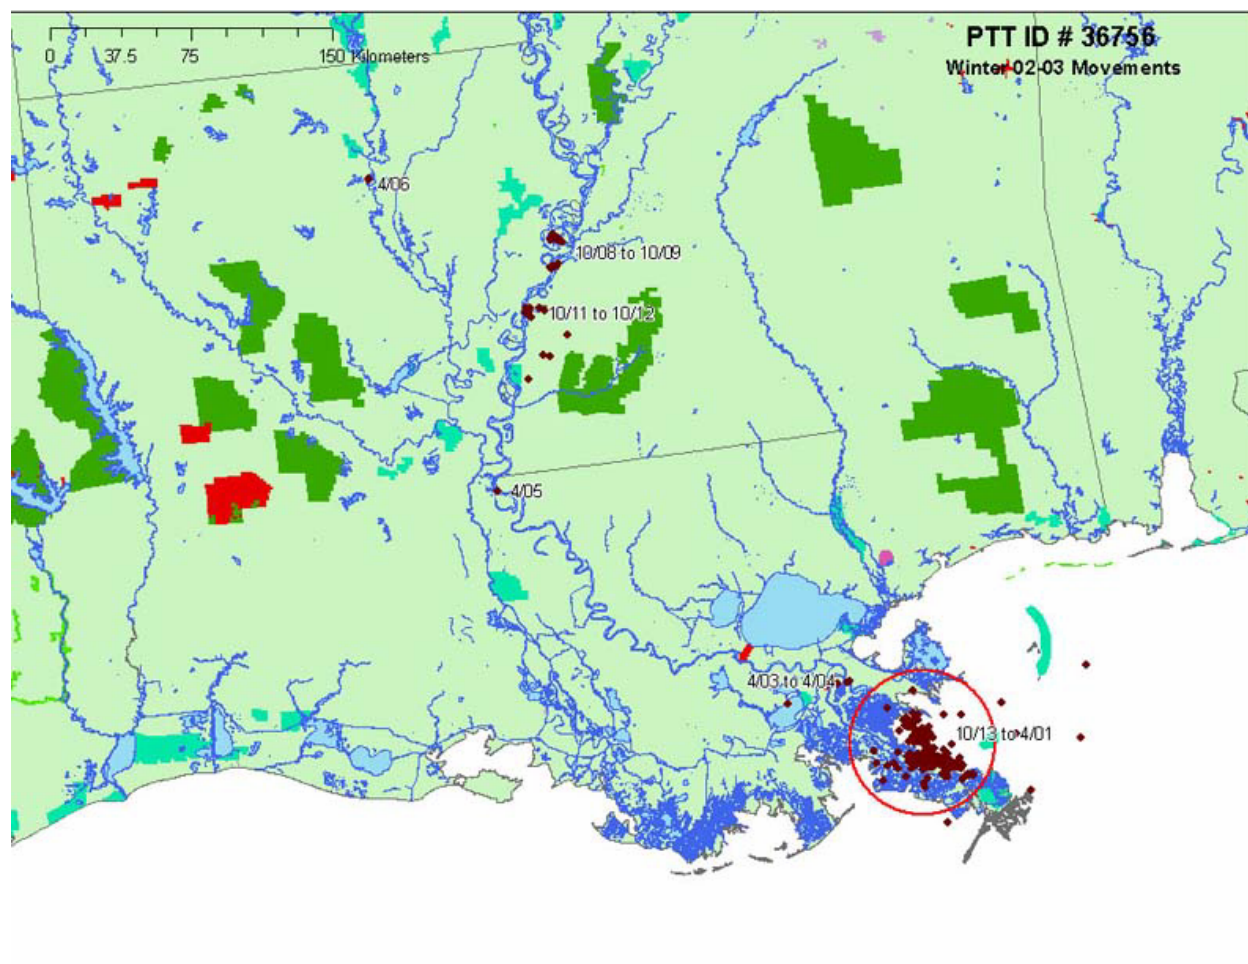 PTT ID # 36756
Winter 02-03 Movements
0 37.5 75 150 Kilometers
4/06
10/08 to 10/09
10/11 to 10/12
4/05
4/03 to 4/04
10/13 to 4/01